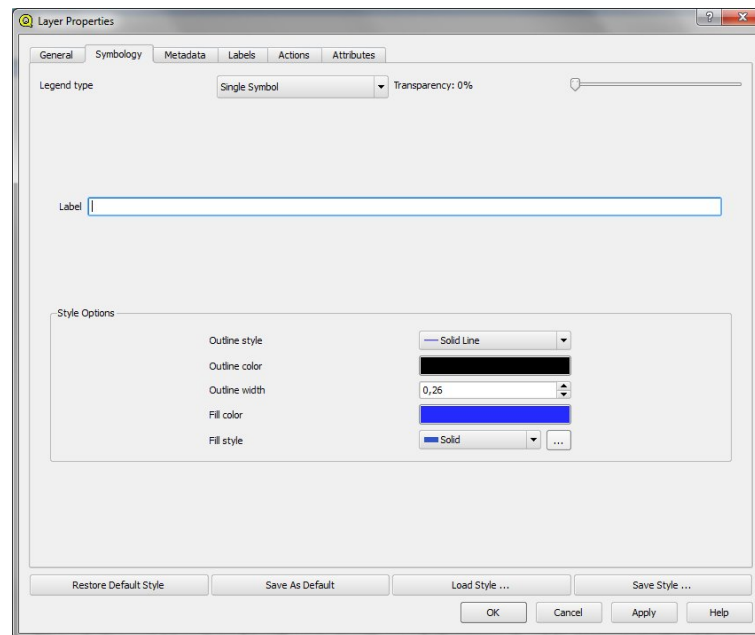 Layer Properties
General Symbology Metadata Labels Actions Attributes
Legend type Single Symbol Transparency: 0%
Label
Style Options
Outline style Solid Line
Outline color
Outline width 0,26
Fill color
Fill style Solid ...
Restore Default Style Save As Default Load Style ... Save Style ...
OK Cancel Apply Help